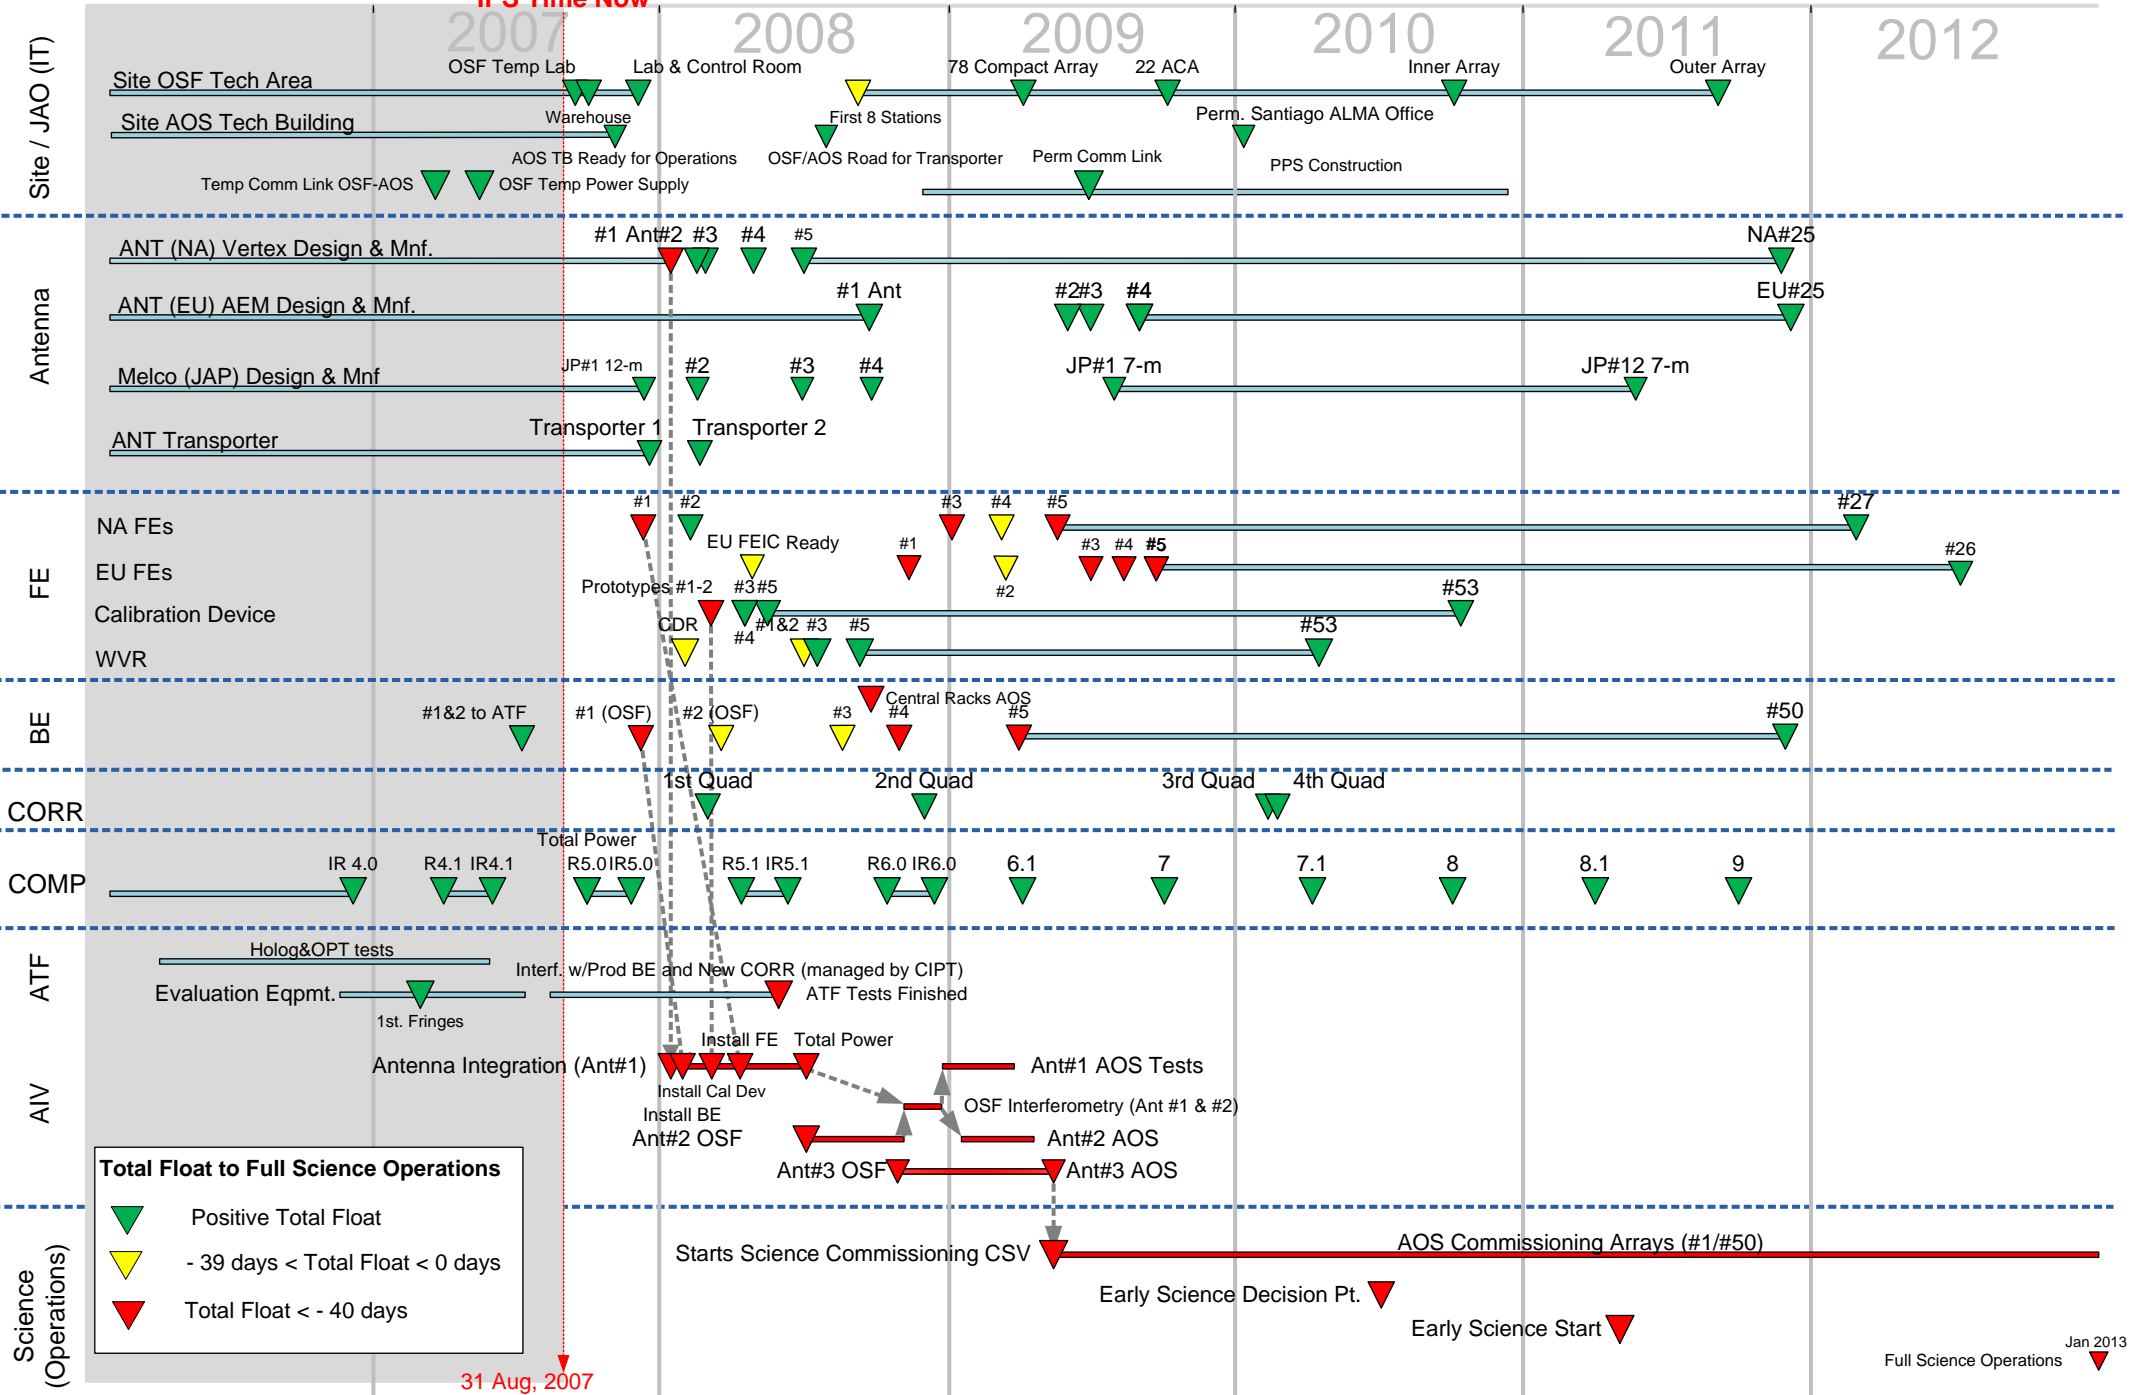 IPS Time Now
2007
2008
2009
2010
2011
2012
Site / JAO (IT)
OSF Temp Lab
Lab & Control Room
78 Compact Array
22 ACA
Inner Array
Outer Array
Site OSF Tech Area
Warehouse
First 8 Stations
Perm. Santiago ALMA Office
Site AOS Tech Building
AOS TB Ready for Operations
OSF/AOS Road for Transporter
Perm Comm Link
PPS Construction
Temp Comm Link OSF-AOS
OSF Temp Power Supply
Antenna
#1 Ant#2
#3
#4
#5
NA#25
ANT (NA) Vertex Design & Mnf.
#1 Ant
#2#3
#4
EU#25
ANT (EU) AEM Design & Mnf.
JP#1 12-m
#2
#3
#4
JP#1 7-m
JP#12 7-m
Melco (JAP) Design & Mnf
Transporter 1
Transporter 2
ANT Transporter
FE
#1
#2
#3
#4
#5
#27
NA FEs
EU FEIC Ready
#1
#3
#4
#5
#26
EU FEs
#2
Prototypes #1-2
#3
#5
#53
Calibration Device
#4
CDR
#1&2
#3
#5
#53
WVR
BE
Central Racks AOS
#1&2 to ATF
#1 (OSF)
#2 (OSF)
#3
#4
#5
#50
CORR
1st Quad
2nd Quad
3rd Quad
4th Quad
COMP
Total Power
IR 4.0
R4.1
IR4.1
R5.0
IR5.0
R5.1
IR5.1
R6.0
IR6.0
6.1
7
7.1
8
8.1
9
ATF
Holog&OPT tests
Interf. w/Prod BE and New CORR (managed by CIPT)
Evaluation Eqpmt.
ATF Tests Finished
1st. Fringes
AIV
Install FE
Total Power
Antenna Integration (Ant#1)
Ant#1 AOS Tests
Install Cal Dev
Install BE
OSF Interferometry (Ant #1 & #2)
Ant#2 OSF
Ant#2 AOS
Ant#3 OSF
Ant#3 AOS
Total Float to Full Science Operations
Positive Total Float
- 39 days < Total Float < 0 days
Total Float < - 40 days
Science
(Operations)
Starts Science Commissioning CSV
AOS Commissioning Arrays (#1/#50)
Early Science Decision Pt.
Early Science Start
Jan 2013
Full Science Operations
31 Aug, 2007